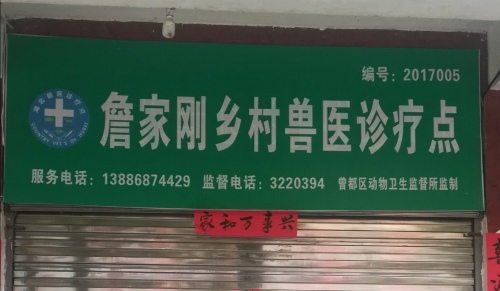 编号：2017005
詹家刚乡村兽医诊疗点
服务电话：13886874429 监督电话：3220394 曾都区动物卫生监督所监制
家和万事兴